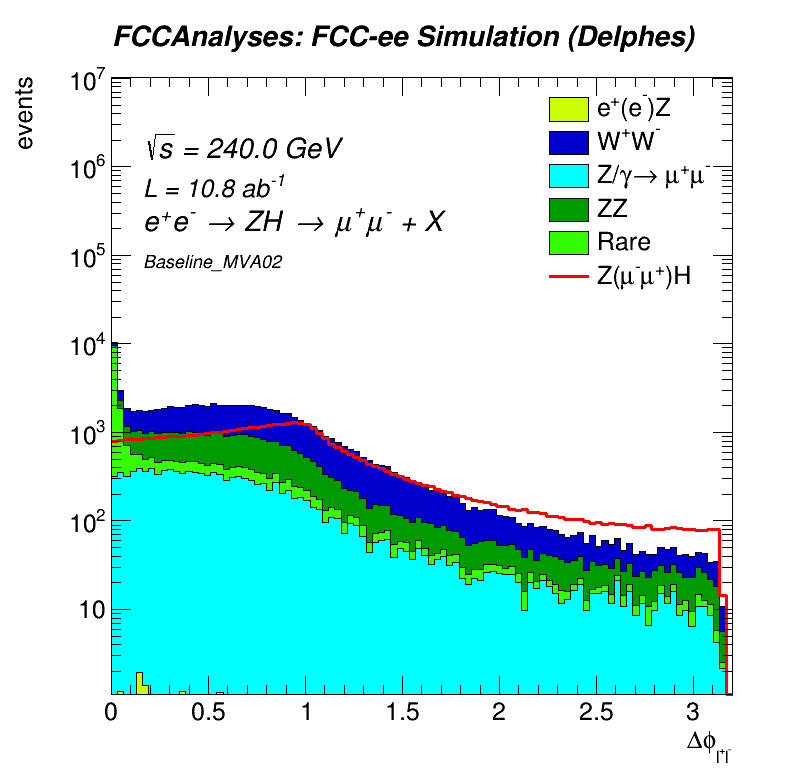 FCCAnalyses: FCC-ee Simulation (Delphes)
events
10⁷
10⁶
10⁵
10⁴
10³
10²
10
√s = 240.0 GeV
L = 10.8 ab⁻¹
e⁺e⁻ → ZH → μ⁺μ⁻ + X
Baseline_MVA02
e⁺(e⁻)Z
W⁺W⁻
Z/γ→ μ⁺μ⁻
ZZ
Rare
Z(μ⁻μ⁺)H
0 0.5 1 1.5 2 2.5 3
Δϕ l⁺l⁻